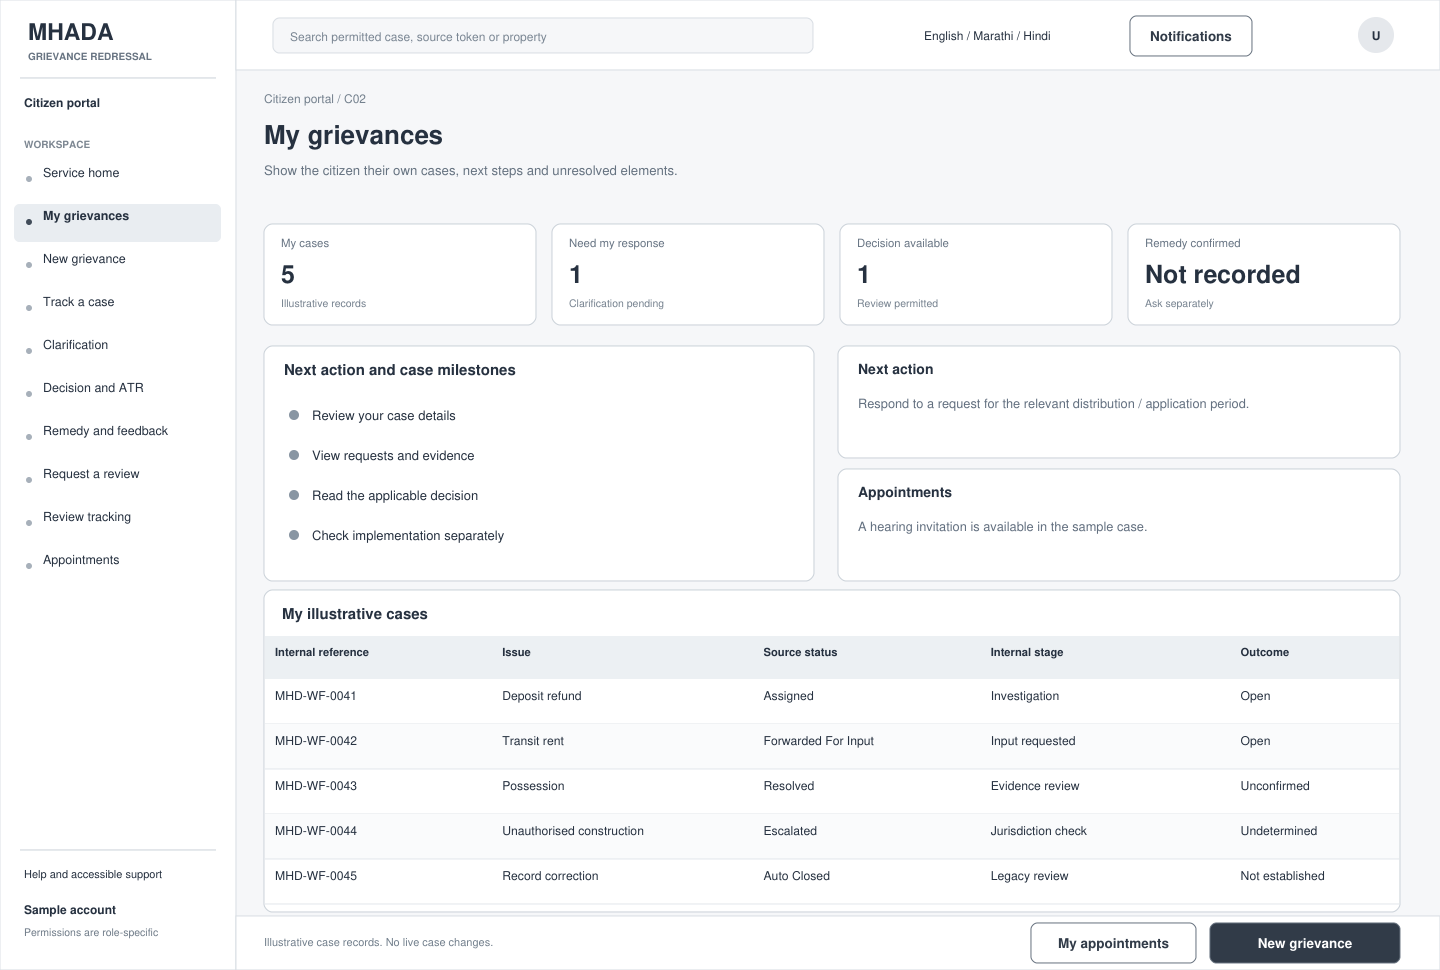 MHADA
GRIEVANCE REDRESSAL
Citizen portal
WORKSPACE
Service home
My grievances
New grievance
Track a case
Clarification
Decision and ATR
Remedy and feedback
Request a review
Review tracking
Appointments
Help and accessible support
Sample account
Permissions are role-specific
Search permitted case, source token or property
English / Marathi / Hindi
Notifications
U
Citizen portal / C02
My grievances
Show the citizen their own cases, next steps and unresolved elements.
My cases
5
Illustrative records
Need my response
1
Clarification pending
Decision available
1
Review permitted
Remedy confirmed
Not recorded
Ask separately
Next action and case milestones
Review your case details
View requests and evidence
Read the applicable decision
Check implementation separately
Next action
Respond to a request for the relevant distribution / application period.
Appointments
A hearing invitation is available in the sample case.
My illustrative cases
Internal reference Issue Source status Internal stage Outcome
MHD-WF-0041 Deposit refund Assigned Investigation Open
MHD-WF-0042 Transit rent Forwarded For Input Input requested Open
MHD-WF-0043 Possession Resolved Evidence review Unconfirmed
MHD-WF-0044 Unauthorised construction Escalated Jurisdiction check Undetermined
MHD-WF-0045 Record correction Auto Closed Legacy review Not established
Illustrative case records. No live case changes.
My appointments
New grievance